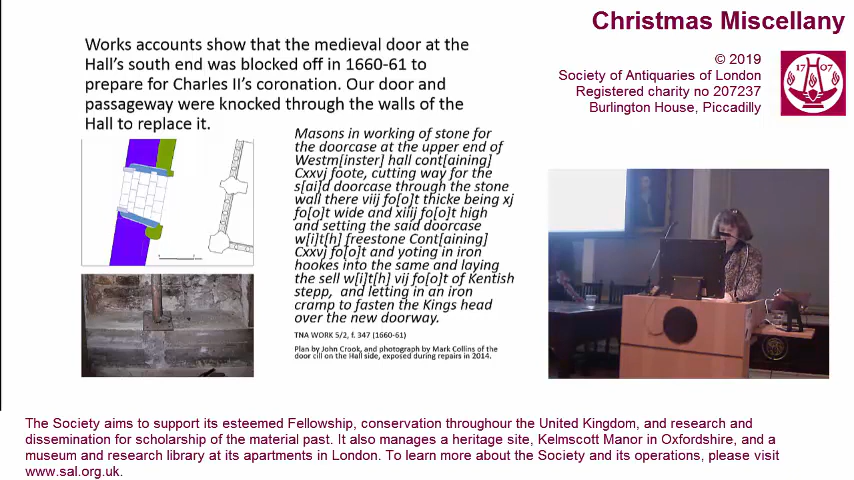 Christmas Miscellany
© 2019
Society of Antiquaries of London
Registered charity no 207237
Burlington House, Piccadilly
1707
Works accounts show that the medieval door at the
Hall's south end was blocked off in 1660-61 to
prepare for Charles II's coronation. Our door and
passageway were knocked through the walls of the
Hall to replace it.
Masons in working of stone for
the doorcase at the upper end of
Westm[inster] hall cont[aining]
Cxxvj foote, cutting way for the
s[ai]d doorcase through the stone
wall there viij fo[o]t thicke being xj
fo[o]t wide and xiiij fo[o]t high
and setting the said doorcase
w[i]t[h] freestone Cont[aining]
Cxxvj fo[o]t and yoting in iron
hookes into the same and laying
the sell w[i]t[h] vij fo[o]t of Kentish
stepp, and letting in an iron
cramp to fasten the Kings head
over the new doorway.
TNA WORK 5/2, f. 347 (1660-61)
Plan by John Crook, and photograph by Mark Collins of the
door cill on the Hall side, exposed during repairs in 2014.
The Society aims to support its esteemed Fellowship, conservation throughour the United Kingdom, and research and
dissemination for scholarship of the material past. It also manages a heritage site, Kelmscott Manor in Oxfordshire, and a
museum and research library at its apartments in London. To learn more about the Society and its operations, please visit
www.sal.org.uk.